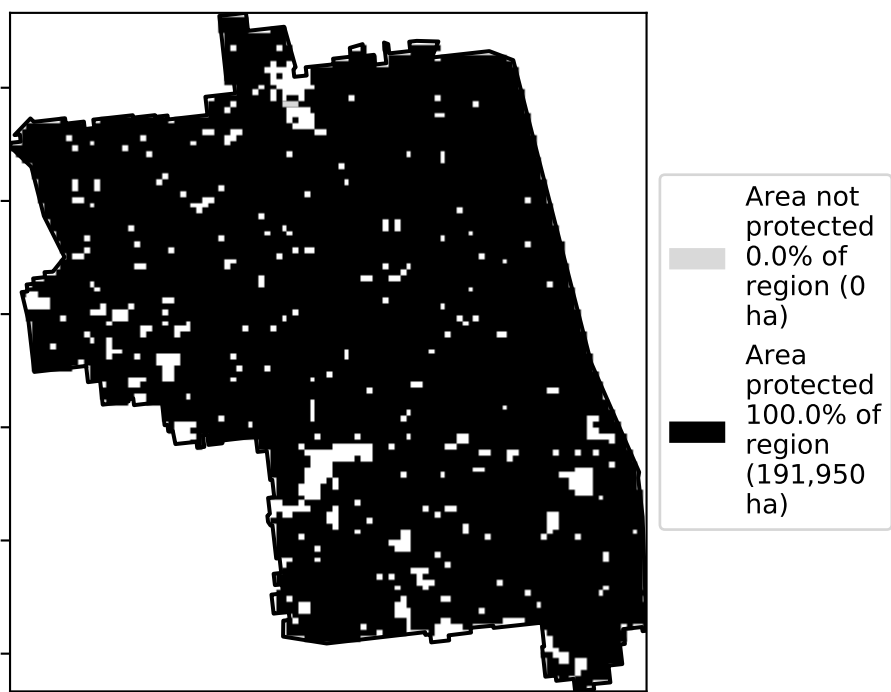 Area not
protected
0.0% of
region (0
ha)
Area
protected
100.0% of
region
(191,950
ha)